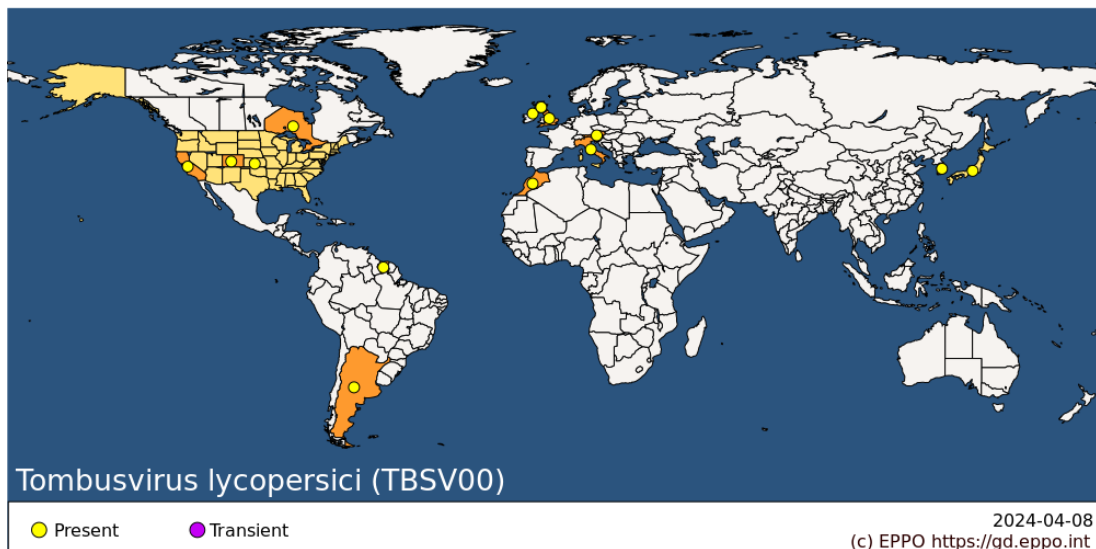 Tombusvirus lycopersici (TBSV00)
Present
Transient
2024-04-08
(c) EPPO https://gd.eppo.int